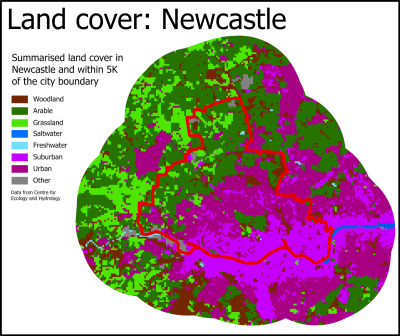 Land cover: Newcastle
Summarised land cover in
Newcastle and within 5K
of the city boundary
Woodland
Arable
Grassland
Saltwater
Freshwater
Suburban
Urban
Other
Data from Centre for
Ecology and Hydrology